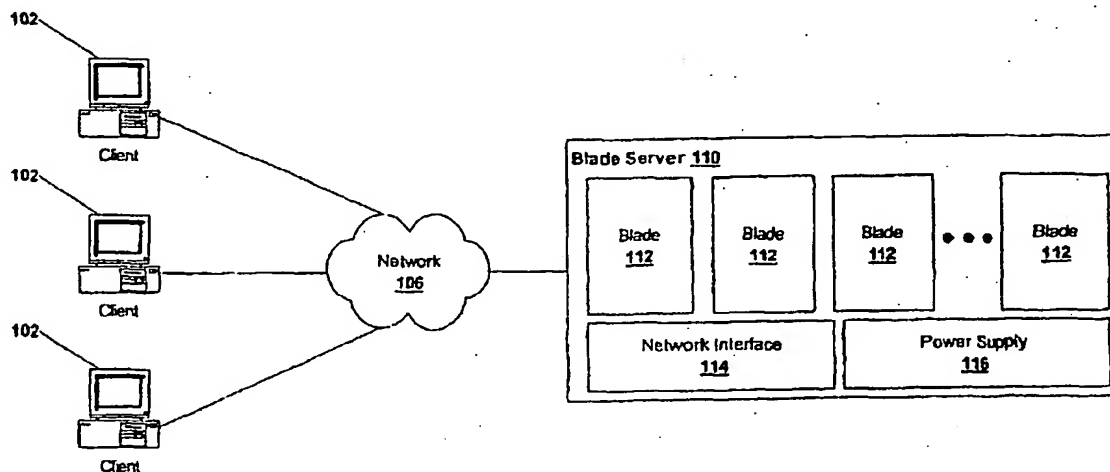 102
Client
102
Client
102
Client
Network
106
Blade Server 110
Blade
112
Blade
112
Blade
112
Blade
112
Network Interface
114
Power Supply
116